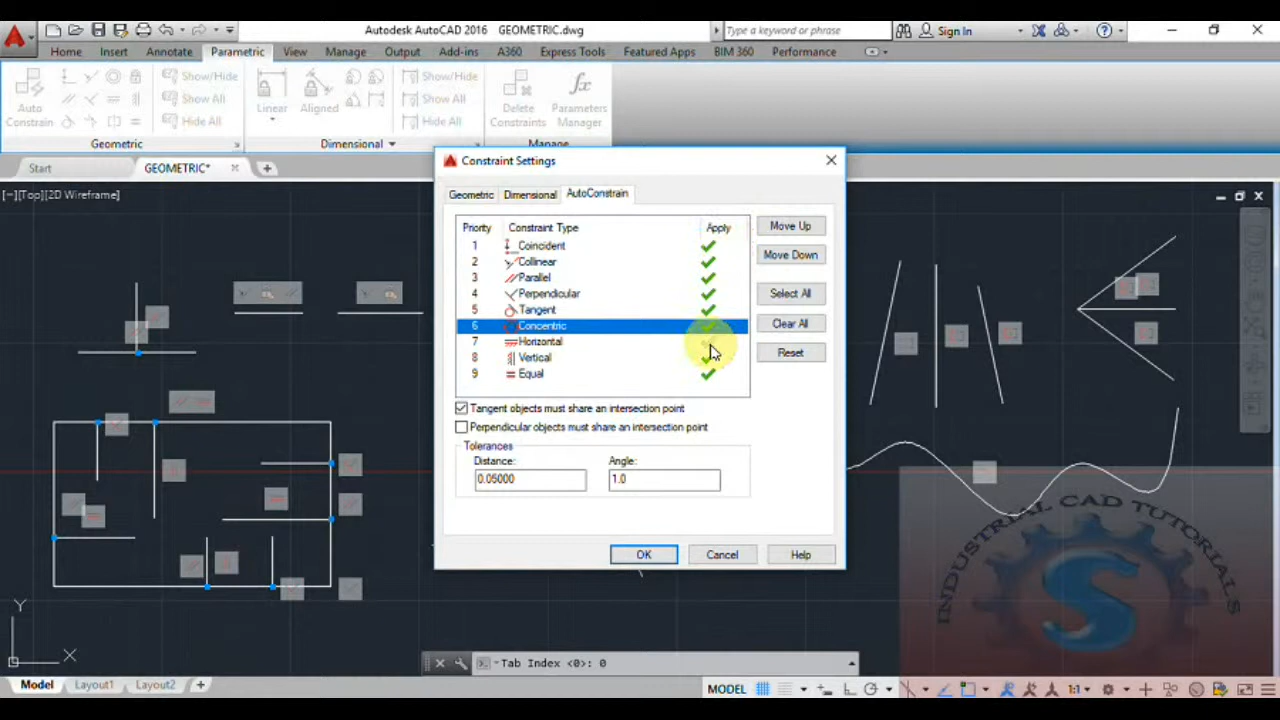 Autodesk AutoCAD 2016 GEOMETRIC.dwg
Type a keyword or phrase
Sign In
Home Insert Annotate Parametric View Manage Output Add-ins A360 Express Tools Featured Apps BIM 360 Performance
Auto
Constrain
Show/Hide
Show All
Hide All
Linear
Aligned
Show/Hide
Show All
Hide All
Delete
Constraints
Parameters
Manager
Geometric
Dimensional
Manage
Start
GEOMETRIC*
[−][Top][2D Wireframe]
Constraint Settings
Geometric Dimensional AutoConstrain
Priority Constraint Type Apply
1 Coincident
2 Collinear
3 Parallel
4 Perpendicular
5 Tangent
6 Concentric
7 Horizontal
8 Vertical
9 Equal
Move Up
Move Down
Select All
Clear All
Reset
Tangent objects must share an intersection point
Perpendicular objects must share an intersection point
Tolerances
Distance:
0.05000
Angle:
1.0
OK Cancel Help
INDUSTRIAL CAD TUTORIALS
S
Y
X
Tab Index <0>: 0
Model Layout1 Layout2 +
MODEL
1:1